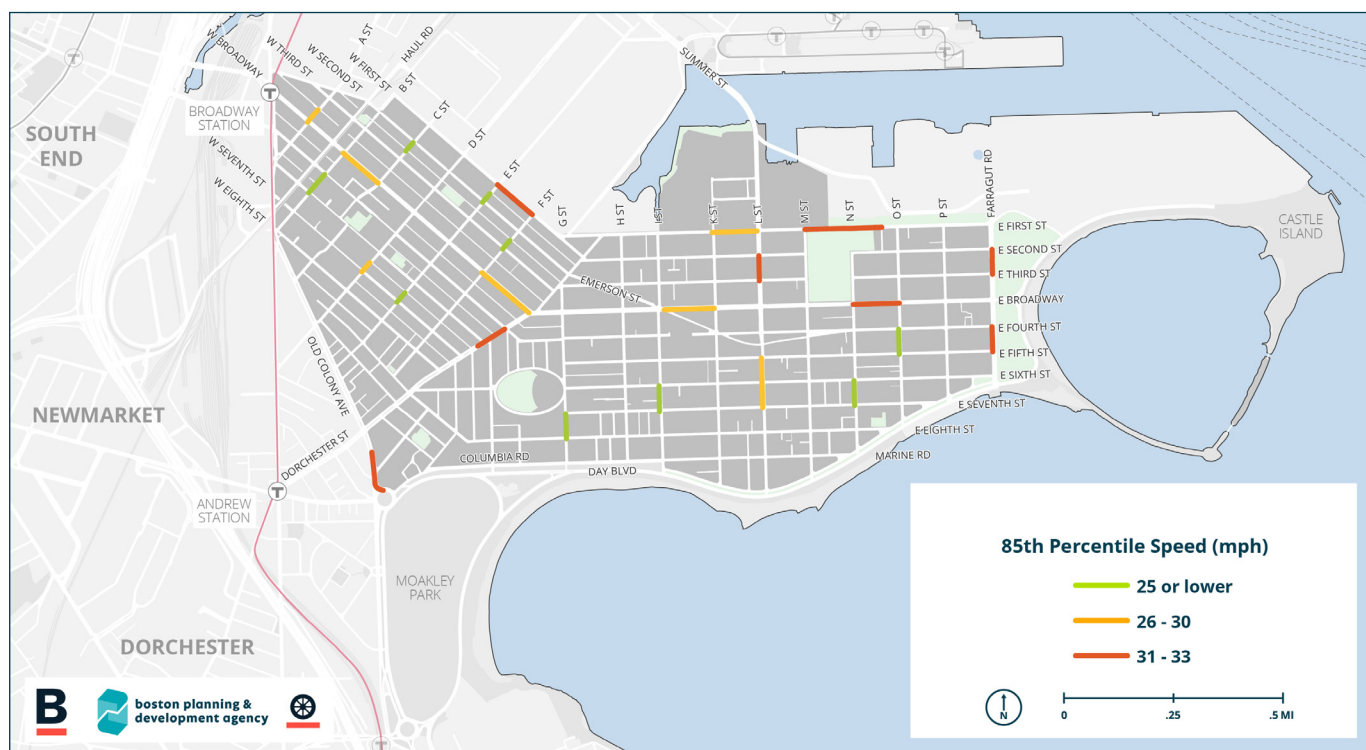 W BROADWAY
W THIRD ST
W SECOND ST
W FIRST ST
A ST
HAUL RD
B ST
C ST
D ST
E ST
F ST
SUMMER ST
BROADWAY
STATION
SOUTH
END
W SEVENTH ST
W EIGHTH ST
G ST
H ST
I ST
K ST
L ST
M ST
N ST
O ST
P ST
FARRAGUT RD
E FIRST ST
E SECOND ST
E THIRD ST
E BROADWAY
E FOURTH ST
E FIFTH ST
E SIXTH ST
E SEVENTH ST
E EIGHTH ST
MARINE RD
CASTLE
ISLAND
EMERSON ST
OLD COLONY AVE
NEWMARKET
DORCHESTER ST
COLUMBIA RD
DAY BLVD
ANDREW
STATION
MOAKLEY
PARK
DORCHESTER
T
T
T
T
T
T
T
T
85th Percentile Speed (mph)
25 or lower
26 - 30
31 - 33
N
0 .25 .5 MI
B
boston planning &
development agency